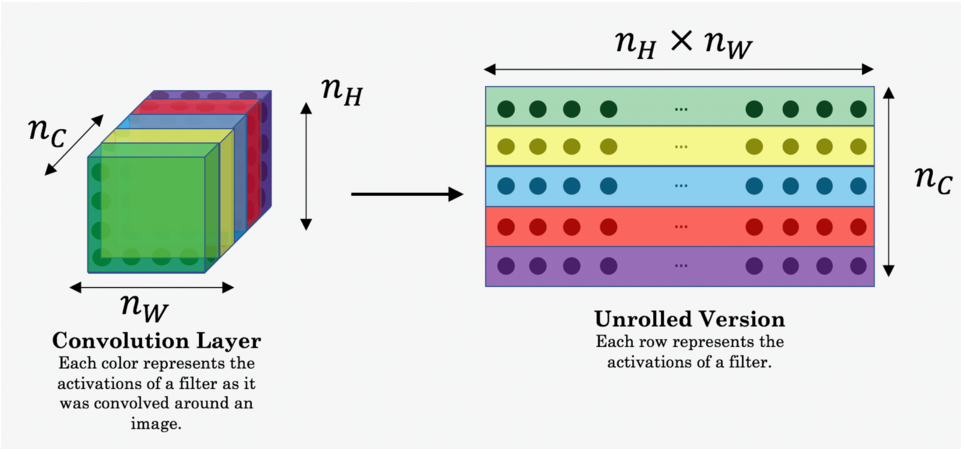 n_H × n_W
n_H
n_C
n_C
n_W
Convolution Layer
Each color represents the
activations of a filter as it
was convolved around an
image.
...
...
...
...
...
Unrolled Version
Each row represents the
activations of a filter.